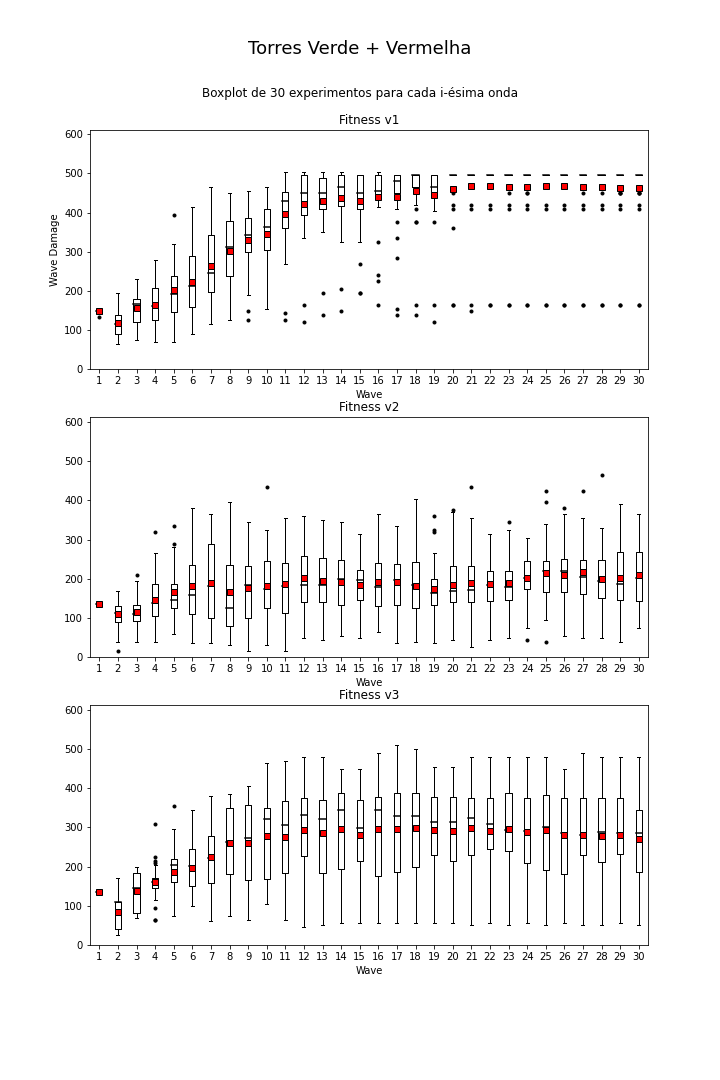 Torres Verde + Vermelha
Boxplot de 30 experimentos para cada i-ésima onda
Fitness v1
600
500
400
300
200
100
0
Wave Damage
1 2 3 4 5 6 7 8 9 10 11 12 13 14 15 16 17 18 19 20 21 22 23 24 25 26 27 28 29 30
Wave
Fitness v2
600
500
400
300
200
100
0
1 2 3 4 5 6 7 8 9 10 11 12 13 14 15 16 17 18 19 20 21 22 23 24 25 26 27 28 29 30
Wave
Fitness v3
600
500
400
300
200
100
0
1 2 3 4 5 6 7 8 9 10 11 12 13 14 15 16 17 18 19 20 21 22 23 24 25 26 27 28 29 30
Wave